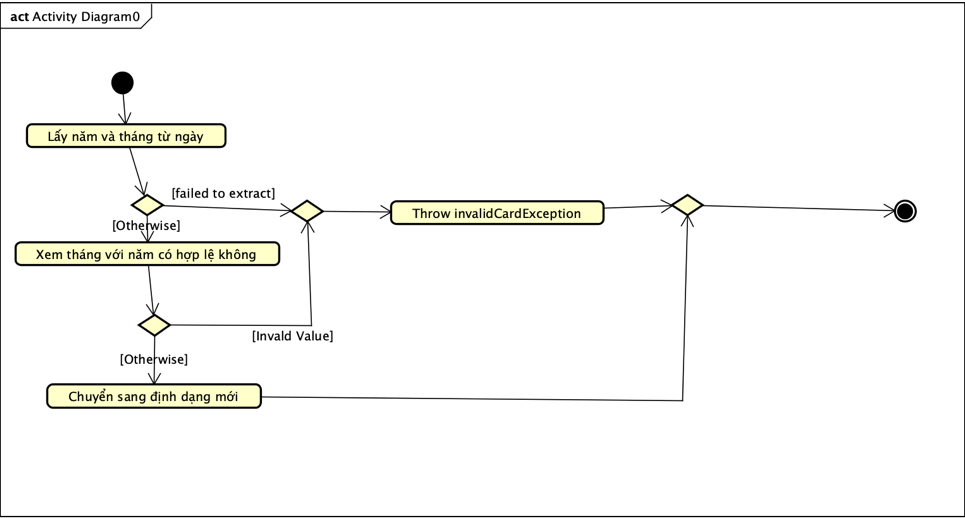 act Activity Diagram0
Lấy năm và tháng từ ngày
[failed to extract]
Throw invalidCardException
[Otherwise]
Xem tháng với năm có hợp lệ không
[Invald Value]
[Otherwise]
Chuyển sang định dạng mới